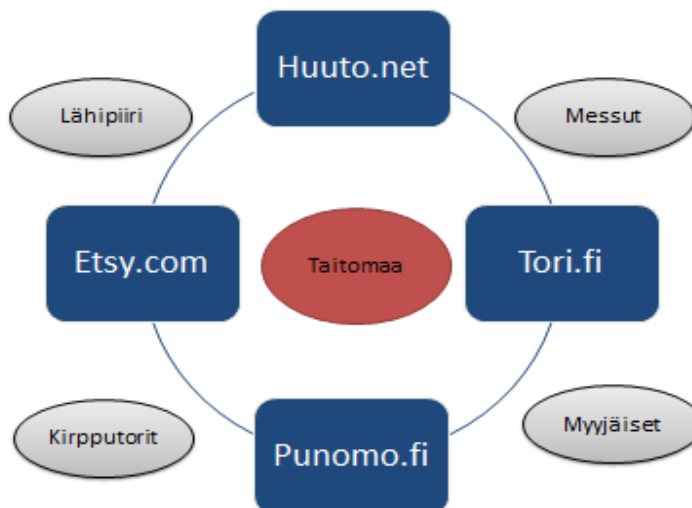 Huuto.net
Lähipiiri
Messut
Etsy.com
Taitomaa
Tori.fi
Kirpputorit
Myyjäiset
Punomo.fi